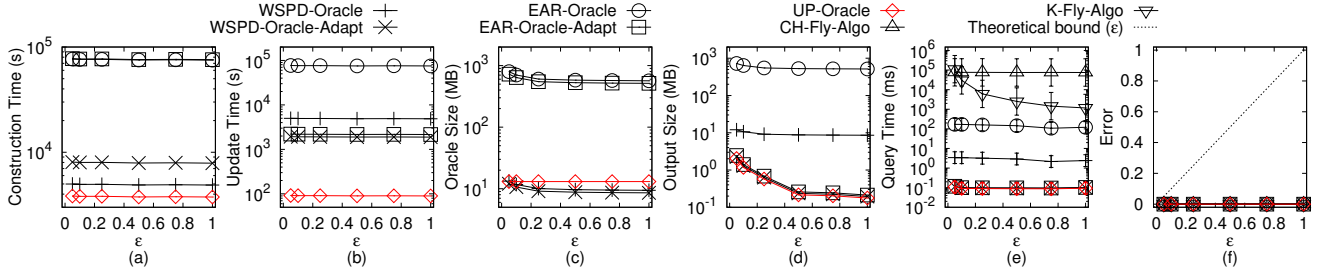 WSPD-Oracle
WSPD-Oracle-Adapt
EAR-Oracle
EAR-Oracle-Adapt
UP-Oracle
CH-Fly-Algo
K-Fly-Algo
Theoretical bound (ε)
Construction Time (s)
10^5
10^4
0 0.2 0.4 0.6 0.8 1
ε
(a)
Update Time (s)
10^5
10^4
10^3
10^2
0 0.2 0.4 0.6 0.8 1
ε
(b)
Oracle Size (MB)
10^3
10^2
10^1
0 0.2 0.4 0.6 0.8 1
ε
(c)
Output Size (MB)
10^3
10^2
10^1
10^0
10^-1
0 0.2 0.4 0.6 0.8 1
ε
(d)
Query Time (ms)
10^6
10^5
10^4
10^3
10^2
10^1
10^0
10^-1
10^-2
0 0.2 0.4 0.6 0.8 1
ε
(e)
Error
1
0.8
0.6
0.4
0.2
0
0 0.2 0.4 0.6 0.8 1
ε
(f)